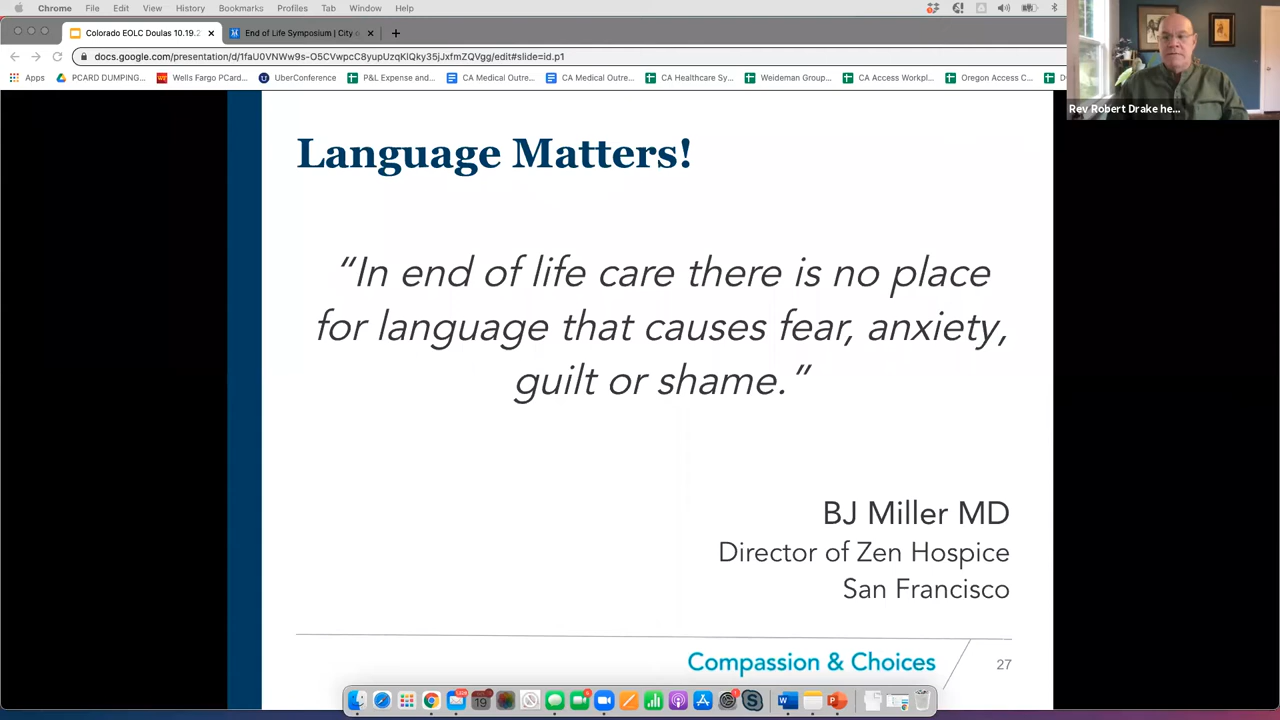 Chrome File Edit View History Bookmarks Profiles Tab Window Help
Colorado EOLC Doulas 10.19.2
End of Life Symposium | City
docs.google.com/presentation/d/1faU0VNWw9s-O5CVwpcC8yupUzqKlQky35jJxfmZQVgg/edit#slide=id.p1
Apps PCARD DUMPING... Wells Fargo PCard... UberConference P&L Expense and... CA Medical Outre... CA Medical Outre... CA Healthcare Sy... Weideman Group... CA Access Workpl... Oregon Access C...
Rev Robert Drake he...
Language Matters!
“In end of life care there is no place
for language that causes fear, anxiety,
guilt or shame.”
BJ Miller MD
Director of Zen Hospice
San Francisco
Compassion & Choices
27
19